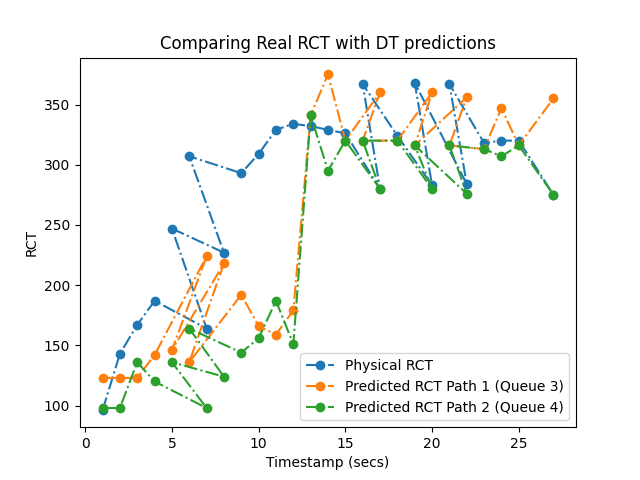 Comparing Real RCT with DT predictions
RCT
350
300
250
200
150
100
Physical RCT
Predicted RCT Path 1 (Queue 3)
Predicted RCT Path 2 (Queue 4)
0 5 10 15 20 25
Timestamp (secs)